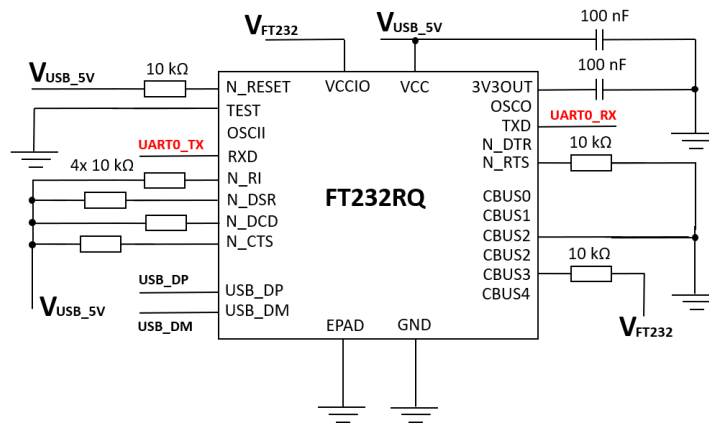 VFT232
VUSB_5V
100 nF
100 nF
VUSB_5V
10 kΩ
N_RESET
VCCIO
VCC
3V3OUT
TEST
OSCO
OSCII
TXD
UART0_RX
UART0_TX
RXD
N_DTR
4x 10 kΩ
N_RI
N_RTS
10 kΩ
N_DSR
FT232RQ
CBUS0
N_DCD
CBUS1
N_CTS
CBUS2
CBUS2
10 kΩ
USB_DP
USB_DP
CBUS3
VUSB_5V
USB_DM
USB_DM
CBUS4
VFT232
EPAD
GND